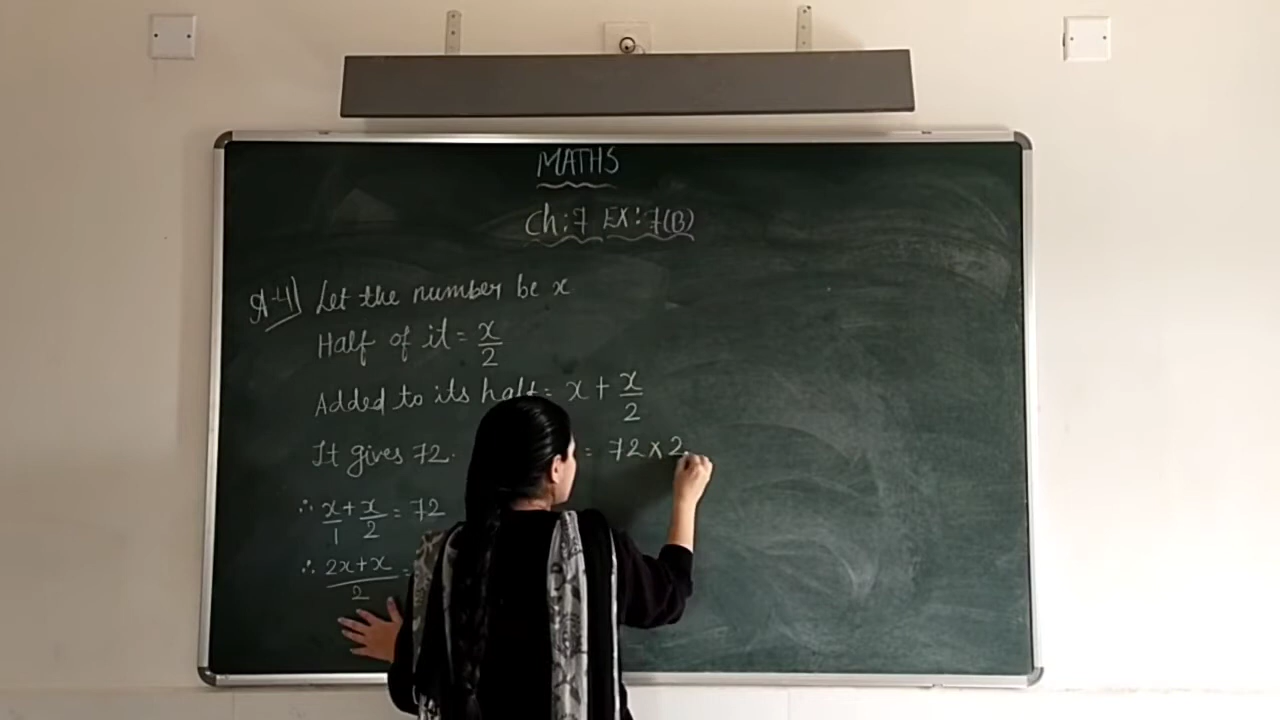 MATHS
Ch:7 EX:7(B)
Q-4) Let the number be x
Half of it = x/2
Added to its half = x + x/2
It gives 72.
∴ x/1 + x/2 = 72
∴ 2x+x/2 =
= 72 × 2